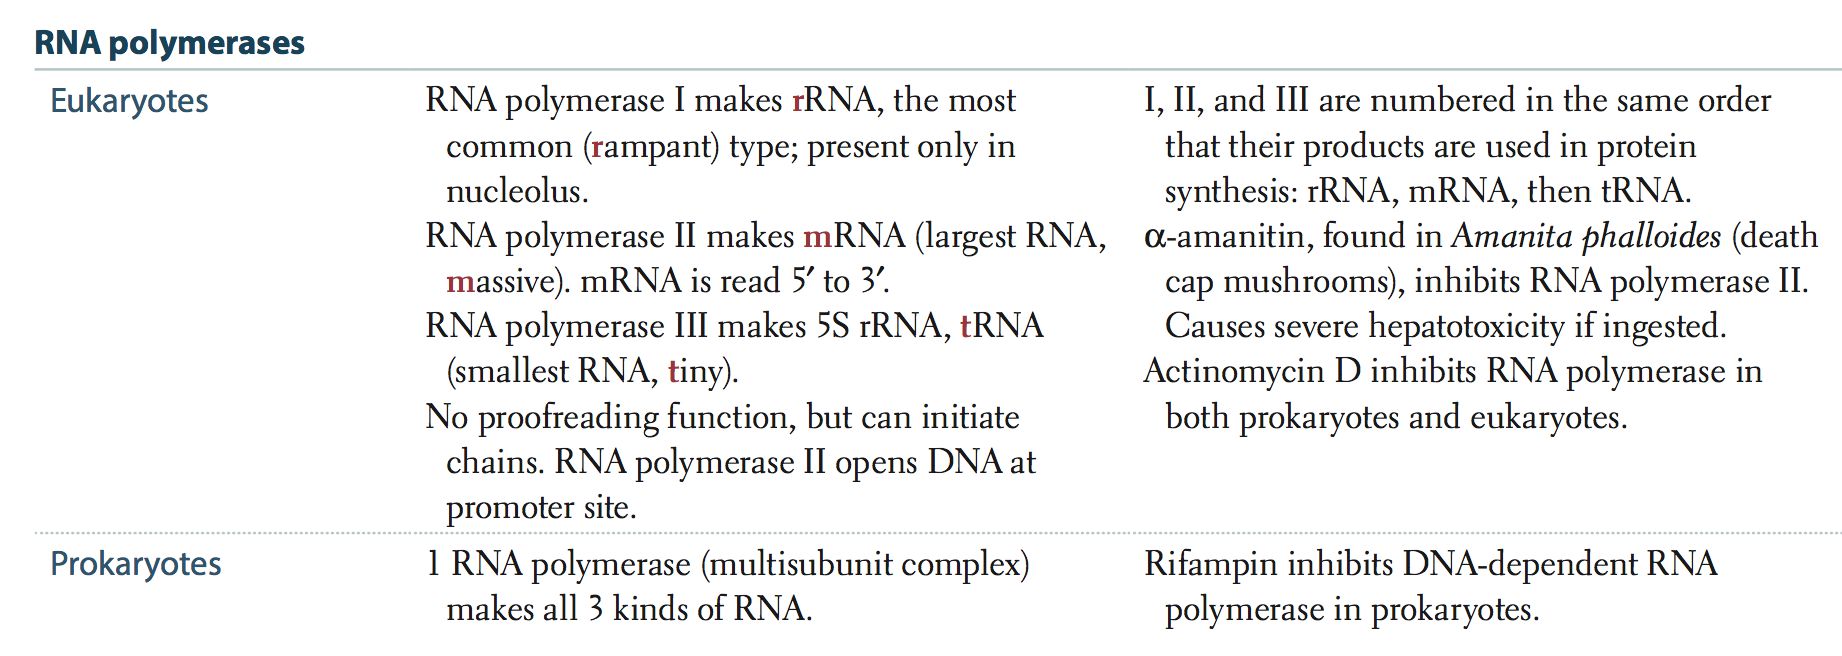 RNA polymerases
Eukaryotes
RNA polymerase I makes rRNA, the most
common (rampant) type; present only in
nucleolus.
RNA polymerase II makes mRNA (largest RNA,
massive). mRNA is read 5′ to 3′.
RNA polymerase III makes 5S rRNA, tRNA
(smallest RNA, tiny).
No proofreading function, but can initiate
chains. RNA polymerase II opens DNA at
promoter site.
I, II, and III are numbered in the same order
that their products are used in protein
synthesis: rRNA, mRNA, then tRNA.
α-amanitin, found in Amanita phalloides (death
cap mushrooms), inhibits RNA polymerase II.
Causes severe hepatotoxicity if ingested.
Actinomycin D inhibits RNA polymerase in
both prokaryotes and eukaryotes.
Prokaryotes
1 RNA polymerase (multisubunit complex)
makes all 3 kinds of RNA.
Rifampin inhibits DNA-dependent RNA
polymerase in prokaryotes.